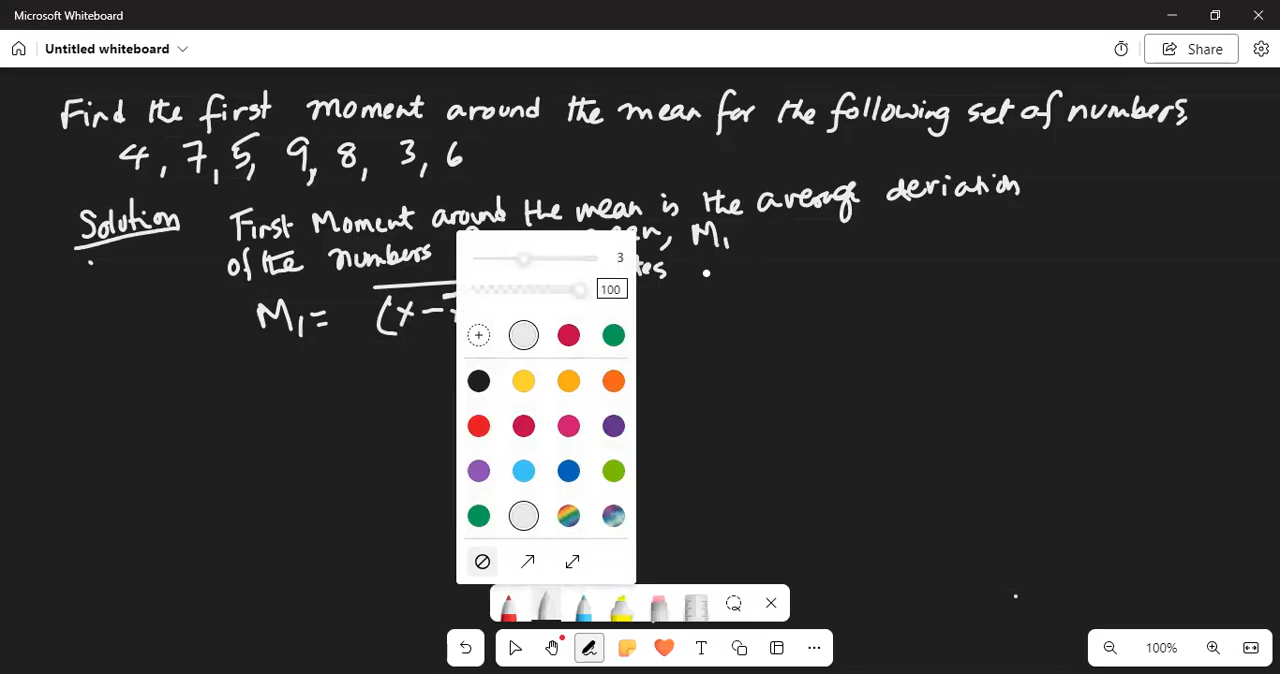 Microsoft Whiteboard
Untitled whiteboard
Share
Find the first moment around the mean for the following set of numbers
4, 7, 5, 9, 8, 3, 6
Solution First Moment around the mean is the average deviation
of the numbers mean, M1
M1 = (x -
3
100
100%